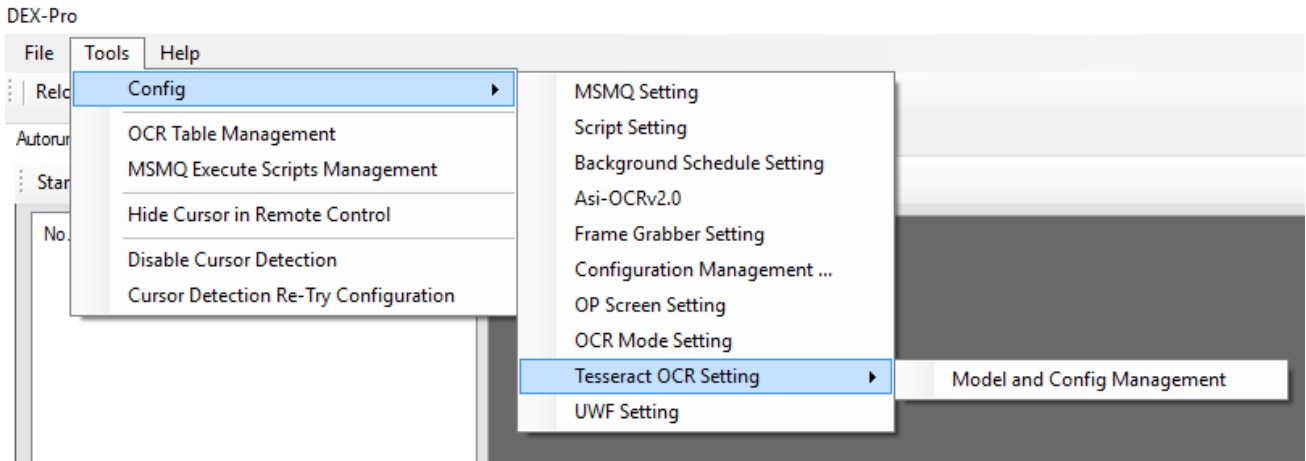 DEX-Pro
File Tools Help
Config
OCR Table Management
MSMQ Execute Scripts Management
Hide Cursor in Remote Control
Disable Cursor Detection
Cursor Detection Re-Try Configuration
MSMQ Setting
Script Setting
Background Schedule Setting
Asi-OCRv2.0
Frame Grabber Setting
Configuration Management ...
OP Screen Setting
OCR Mode Setting
Tesseract OCR Setting
UWF Setting
Model and Config Management
No.